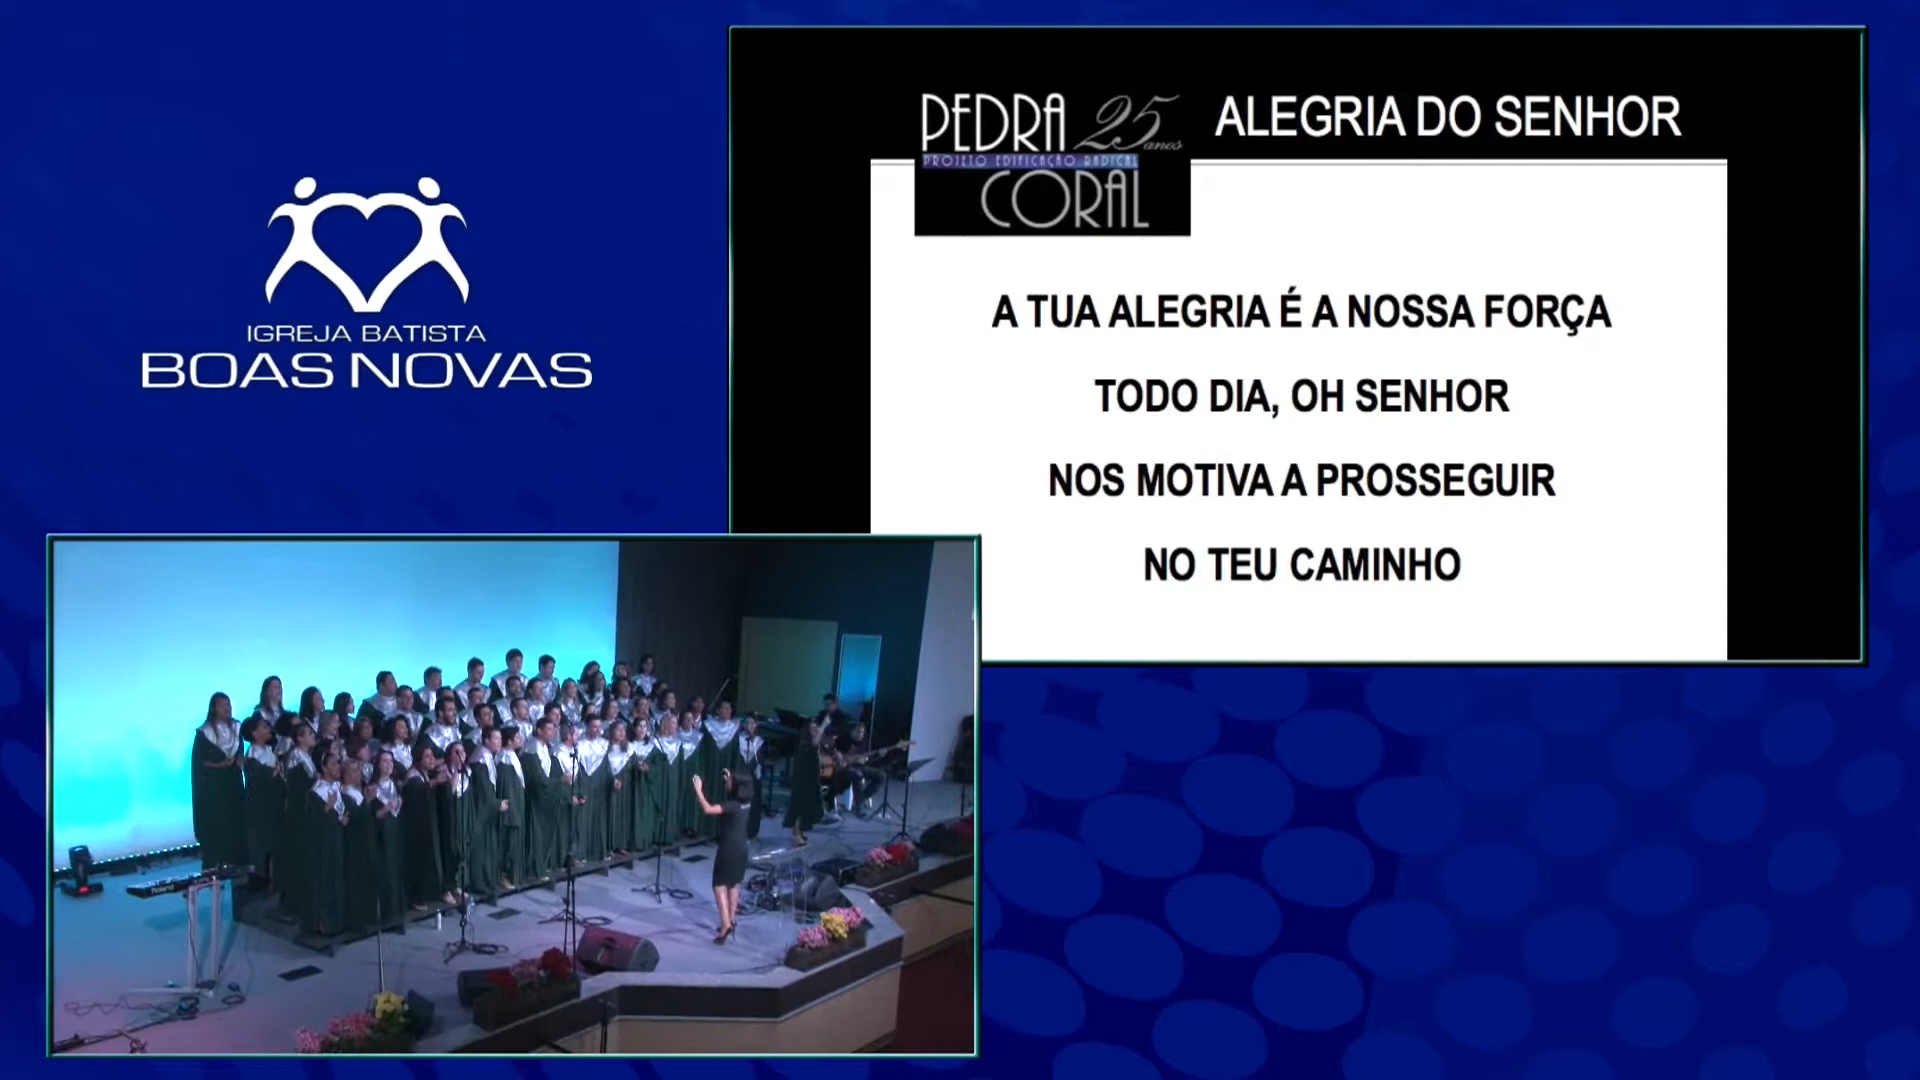 IGREJA BATISTA
BOAS NOVAS
PEDRA 25 anos
PROJETO EDIFICAÇÃO RADICAL
CORAL
ALEGRIA DO SENHOR
A TUA ALEGRIA É A NOSSA FORÇA
TODO DIA, OH SENHOR
NOS MOTIVA A PROSSEGUIR
NO TEU CAMINHO
Roland